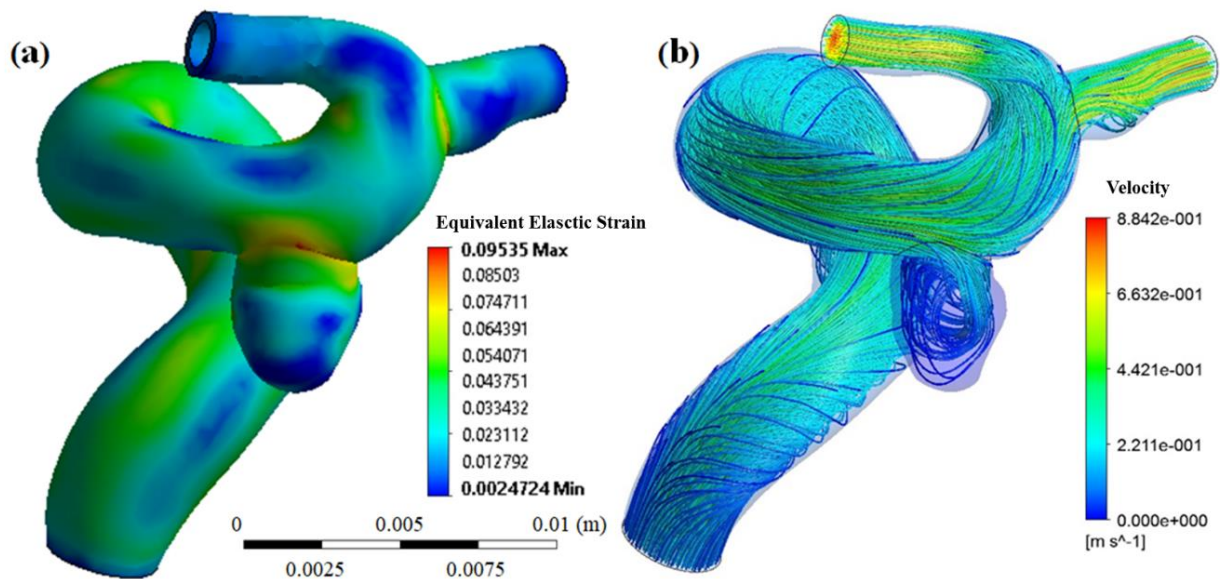 (a)
Equivalent Elasctic Strain
0.09535 Max
0.08503
0.074711
0.064391
0.054071
0.043751
0.033432
0.023112
0.012792
0.0024724 Min
0 0.005 0.01 (m)
0.0025 0.0075
(b)
Velocity
8.842e-001
6.632e-001
4.421e-001
2.211e-001
0.000e+000
[m s^-1]